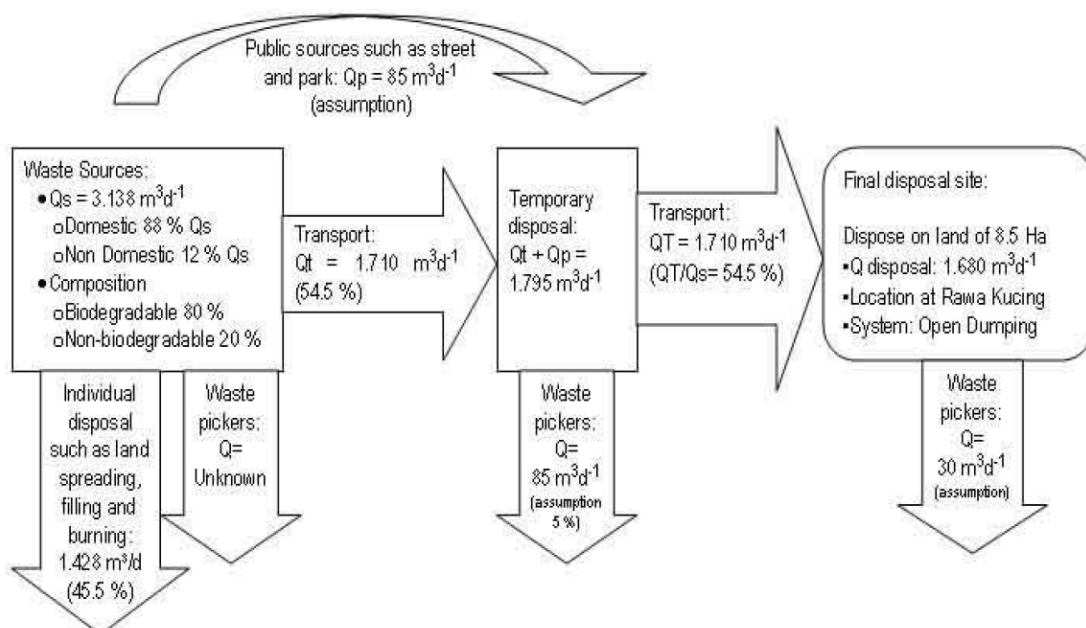 Public sources such as street
and park: Qp = 85 m³d⁻¹
(assumption)
Waste Sources:
●Qs = 3.138 m³d⁻¹
oDomestic 88 % Qs
oNon Domestic 12 % Qs
●Composition
oBiodegradable 80 %
oNon-biodegradable 20 %
Transport:
Qt = 1.710 m³d⁻¹
(54.5 %)
Temporary
disposal:
Qt + Qp =
1.795 m³d⁻¹
Transport:
QT = 1.710 m³d⁻¹
(QT/Qs= 54.5 %)
Final disposal site:
Dispose on land of 8.5 Ha
▪Q disposal: 1.680 m³d⁻¹
▪Location at Rawa Kucing
▪System: Open Dumping
Individual
disposal
such as land
spreading,
filling and
burning:
1.428 m³/d
(45.5 %)
Waste
pickers:
Q=
Unknown
Waste
pickers:
Q=
85 m³d⁻¹
(assumption
5 %)
Waste
pickers:
Q=
30 m³d⁻¹
(assumption)